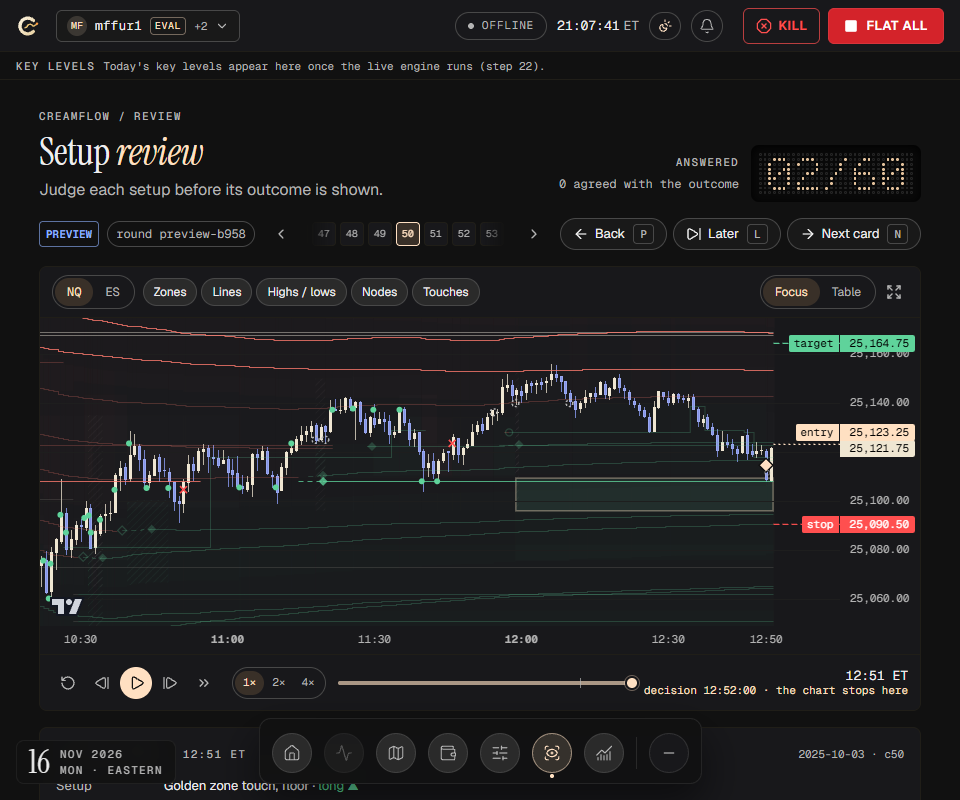 MF mffur1 EVAL +2
OFFLINE 21:07:41 ET KILL FLAT ALL
KEY LEVELS Today's key levels appear here once the live engine runs (step 22).
CREAMFLOW / REVIEW
Setup review
Judge each setup before its outcome is shown.
ANSWERED
0 agreed with the outcome
02/60
PREVIEW round preview-b958 47 48 49 50 51 52 53 Back P Later L Next card N
NQ ES Zones Lines Highs / lows Nodes Touches Focus Table
target 25,164.75
25,160.00
25,140.00
entry 25,123.25
25,121.75
25,100.00
stop 25,090.50
25,080.00
25,060.00
10:30 11:00 11:30 12:00 12:30 12:50
1× 2× 4×
12:51 ET
decision 12:52:00 · the chart stops here
16 NOV 2026
MON · EASTERN
12:51 ET
2025-10-03 · c50
Setup Golden zone touch, floor · long ▲